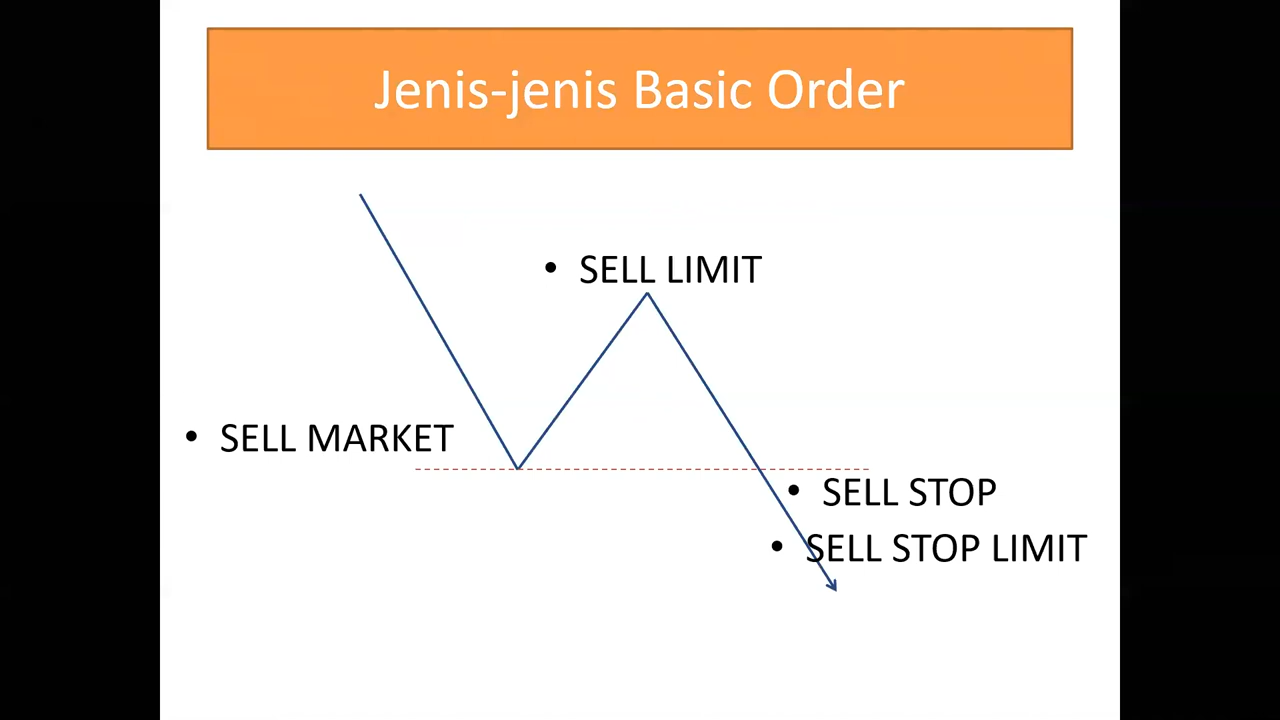 Jenis-jenis Basic Order
• SELL LIMIT
• SELL MARKET
• SELL STOP
• SELL STOP LIMIT